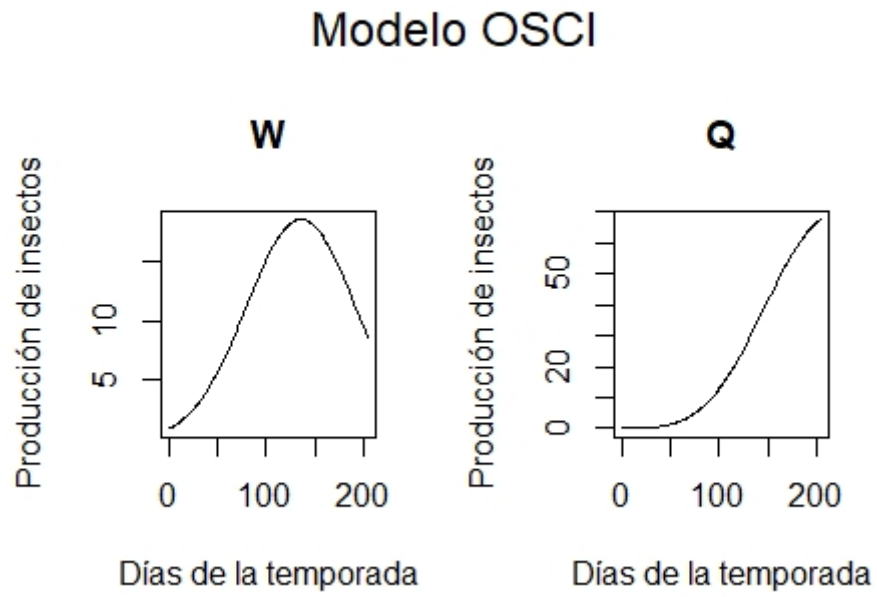 Modelo OSCI
W
Producción de insectos
5
10
0
100
200
Días de la temporada
Q
Producción de insectos
0
20
50
0
100
200
Días de la temporada